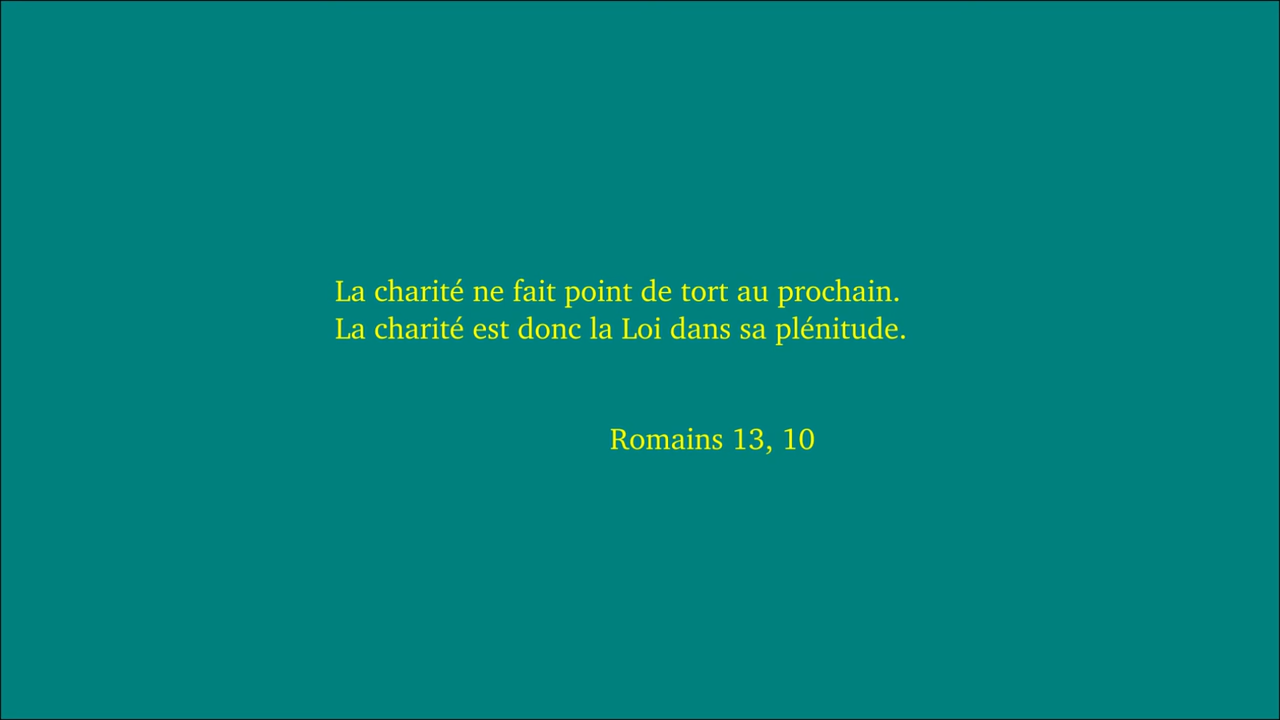 La charité ne fait point de tort au prochain.
La charité est donc la Loi dans sa plénitude.
Romains 13, 10